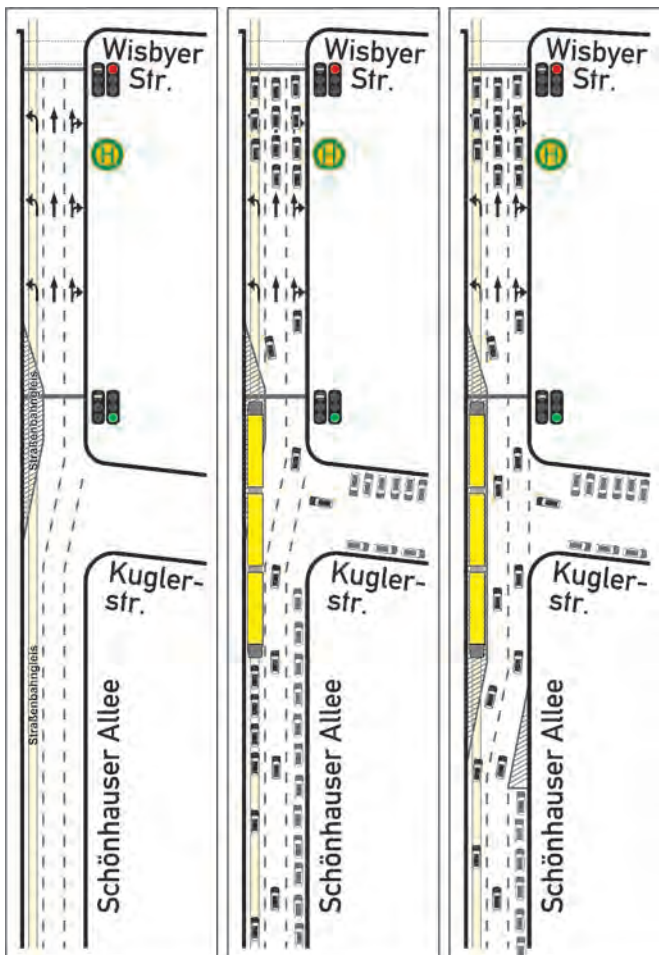 Wisbyer
Str.
H
Straßenbahngleis
Kugler-
str.
Straßenbahngleis
Schönhauser Allee
Wisbyer
Str.
H
Kugler-
str.
Schönhauser Allee
Wisbyer
Str.
H
Kugler-
str.
Schönhauser Allee